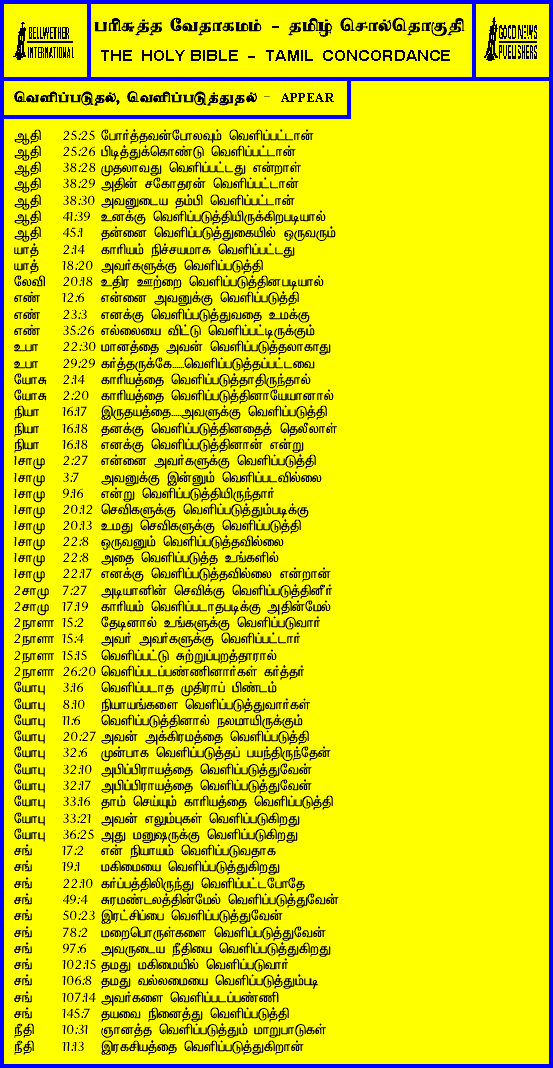 BELLWETHER
INTERNATIONAL
பரிசுத்த வேதாகமம் - தமிழ் சொல்தொகுதி
THE HOLY BIBLE - TAMIL CONCORDANCE
GOOD NEWS
PUBLISHERS
வெளிப்படுதல், வெளிப்படுத்துதல் - APPEAR
ஆதி 25:25 போர்த்தவன்போலவும் வெளிப்பட்டான்
ஆதி 25:26 பிடித்துக்கொண்டு வெளிப்பட்டான்
ஆதி 38:28 முதலாவது வெளிப்பட்டது என்றாள்
ஆதி 38:29 அதின் சகோதரன் வெளிப்பட்டான்
ஆதி 38:30 அவனுடைய தம்பி வெளிப்பட்டான்
ஆதி 41:39 உனக்கு வெளிப்படுத்தியிருக்கிறபடியால்
ஆதி 45:1 தன்னை வெளிப்படுத்துகையில் ஒருவரும்
யாத் 2:14 காரியம் நிச்சயமாக வெளிப்பட்டது
யாத் 18:20 அவர்களுக்கு வெளிப்படுத்தி
லேவி 20:18 உதிர ஊற்றை வெளிப்படுத்தினபடியால்
எண் 12:6 என்னை அவனுக்கு வெளிப்படுத்தி
எண் 23:3 எனக்கு வெளிப்படுத்துவதை உமக்கு
எண் 35:26 எல்லையை விட்டு வெளிப்பட்டிருக்கும்
உபா 22:30 மானத்தை அவன் வெளிப்படுத்தலாகாது
உபா 29:29 கர்த்தருக்கே.....வெளிப்படுத்தப்பட்டவை
யோசு 2:14 காரியத்தை வெளிப்படுத்தாதிருந்தால்
யோசு 2:20 காரியத்தை வெளிப்படுத்தினாயேயானால்
நியா 16:17 இருதயத்தை.....அவளுக்கு வெளிப்படுத்தி
நியா 16:18 தனக்கு வெளிப்படுத்தினதைத் தெலீலாள்
நியா 16:18 எனக்கு வெளிப்படுத்தினான் என்று
1சாமு 2:27 என்னை அவர்களுக்கு வெளிப்படுத்தி
1சாமு 3:7 அவனுக்கு இன்னும் வெளிப்படவில்லை
1சாமு 9:16 என்று வெளிப்படுத்தியிருந்தார்
1சாமு 20:12 செவிகளுக்கு வெளிப்படுத்தும்படிக்கு
1சாமு 20:13 உமது செவிகளுக்கு வெளிப்படுத்தி
1சாமு 22:8 ஒருவனும் வெளிப்படுத்தவில்லை
1சாமு 22:8 அதை வெளிப்படுத்த உங்களில்
1சாமு 22:17 எனக்கு வெளிப்படுத்தவில்லை என்றான்
2சாமு 7:27 அடியானின் செவிக்கு வெளிப்படுத்தினீர்
2சாமு 17:19 காரியம் வெளிப்படாதபடிக்கு அதின்மேல்
2நாளா 15:2 தேடினால் உங்களுக்கு வெளிப்படுவார்
2நாளா 15:4 அவர் அவர்களுக்கு வெளிப்பட்டார்
2நாளா 15:15 வெளிப்பட்டு சுற்றுப்புறத்தாரால்
2நாளா 26:20 வெளிப்படப்பண்ணினார்கள் கர்த்தர்
யோபு 3:16 வெளிப்படாத முதிராப் பிண்டம்
யோபு 8:10 நியாயங்களை வெளிப்படுத்துவார்கள்
யோபு 11:6 வெளிப்படுத்தினால் நலமாயிருக்கும்
யோபு 20:27 அவன் அக்கிரமத்தை வெளிப்படுத்தி
யோபு 32:6 முன்பாக வெளிப்படுத்தப் பயந்திருந்தேன்
யோபு 32:10 அபிப்பிராயத்தை வெளிப்படுத்துவேன்
யோபு 32:17 அபிப்பிராயத்தை வெளிப்படுத்துவேன்
யோபு 33:16 தாம் செய்யும் காரியத்தை வெளிப்படுத்தி
யோபு 33:21 அவன் எலும்புகள் வெளிப்படுகிறது
யோபு 36:25 அது மனுஷருக்கு வெளிப்படுகிறது
சங் 17:2 என் நியாயம் வெளிப்படுவதாக
சங் 19:1 மகிமையை வெளிப்படுத்துகிறது
சங் 22:10 கர்ப்பத்திலிருந்து வெளிப்பட்டபோதே
சங் 49:4 சுரமண்டலத்தின்மேல் வெளிப்படுத்துவேன்
சங் 50:23 இரட்சிப்பை வெளிப்படுத்துவேன்
சங் 78:2 மறைபொருள்களை வெளிப்படுத்துவேன்
சங் 97:6 அவருடைய நீதியை வெளிப்படுத்துகிறது
சங் 102:15 தமது மகிமையில் வெளிப்படுவார்
சங் 106:8 தமது வல்லமையை வெளிப்படுத்தும்படி
சங் 107:14 அவர்களை வெளிப்படப்பண்ணி
சங் 145:7 தயவை நினைத்து வெளிப்படுத்தி
நீதி 10:31 ஞானத்த வெளிப்படுத்தும் மாறுபாடுகள்
நீதி 11:13 இரகசியத்தை வெளிப்படுத்துகிறான்